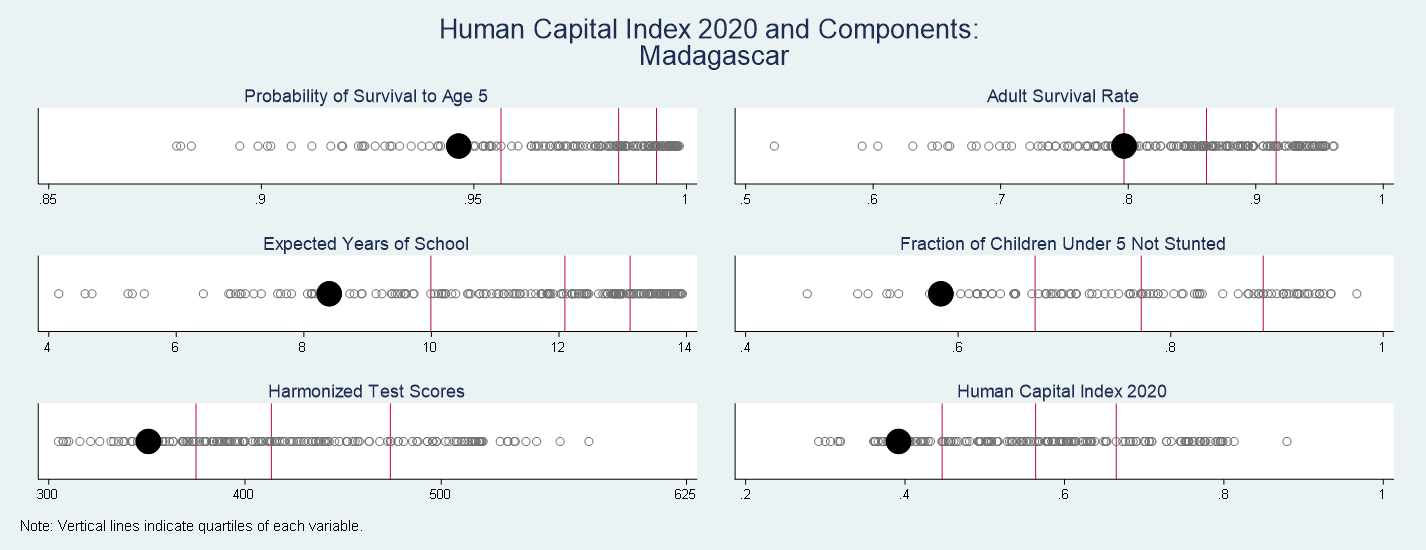 Human Capital Index 2020 and Components:
Madagascar
Probability of Survival to Age 5
.85 .9 .95 1
Adult Survival Rate
.5 .6 .7 .8 .9 1
Expected Years of School
4 6 8 10 12 14
Fraction of Children Under 5 Not Stunted
.4 .6 .8 1
Harmonized Test Scores
300 400 500 625
Human Capital Index 2020
.2 .4 .6 .8 1
Note: Vertical lines indicate quartiles of each variable.